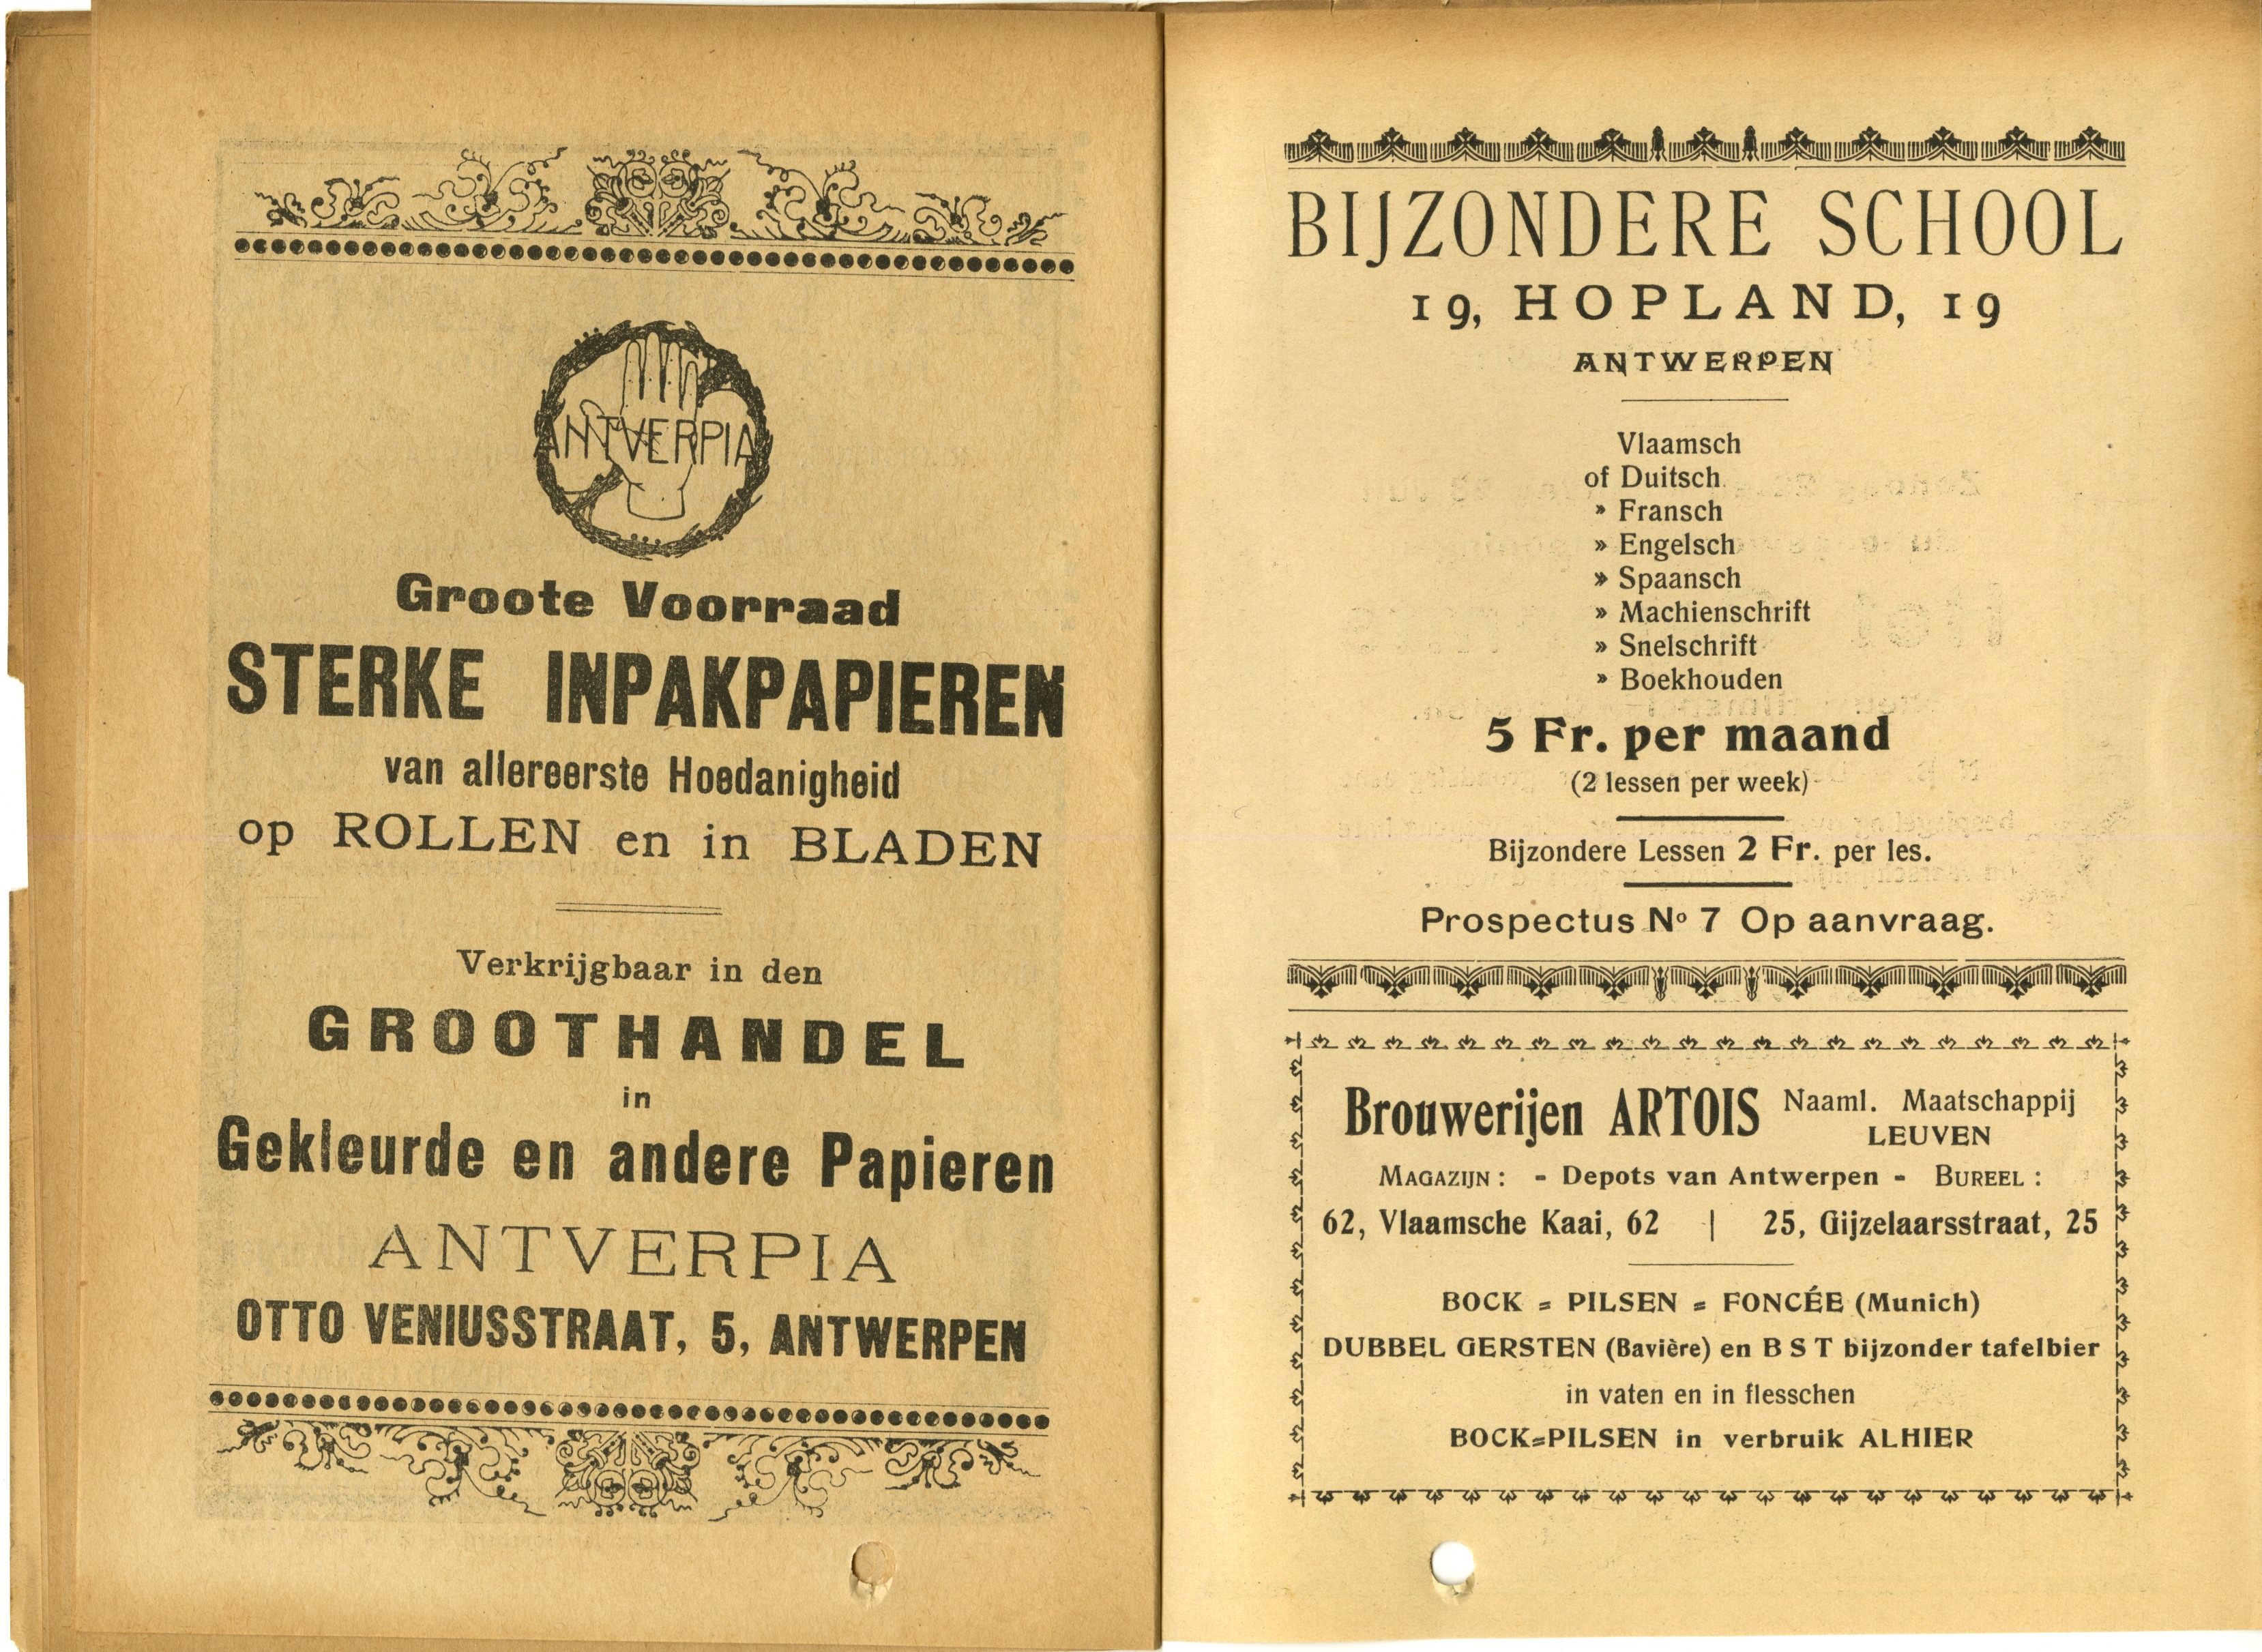 ANTVERPIA
Groote Voorraad
STERKE INPAKPAPIEREN
van allereerste Hoedanigheid
op ROLLEN en in BLADEN
Verkrijgbaar in den
GROOTHANDEL
in
Gekleurde en andere Papieren
ANTVERPIA
OTTO VENIUSSTRAAT, 5, ANTWERPEN
BIJZONDERE SCHOOL
19, HOPLAND, 19
ANTWERPEN
Vlaamsch
of Duitsch
» Fransch
» Engelsch
» Spaansch
» Machienschrift
» Snelschrift
» Boekhouden
5 Fr. per maand
(2 lessen per week)
Bijzondere Lessen 2 Fr. per les.
Prospectus Nº 7 Op aanvraag.
Brouwerijen ARTOIS Naaml. Maatschappij
LEUVEN
MAGAZIJN : - Depots van Antwerpen - BUREEL :
62, Vlaamsche Kaai, 62 | 25, Gijzelaarsstraat, 25
BOCK = PILSEN = FONCÉE (Munich)
DUBBEL GERSTEN (Bavière) en B S T bijzonder tafelbier
in vaten en in flesschen
BOCK=PILSEN in verbruik ALHIER